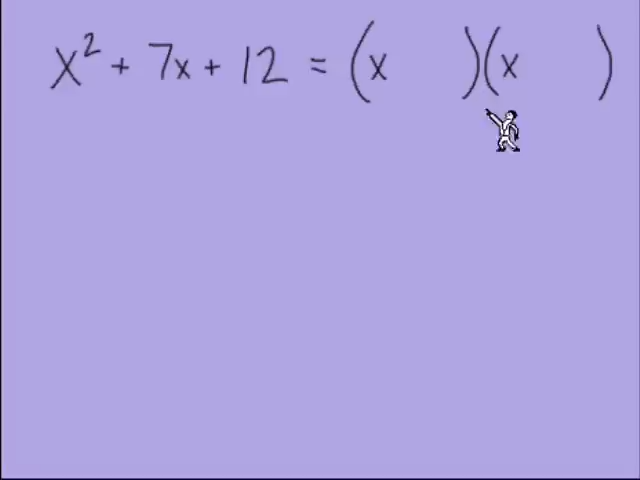 x² + 7x + 12 = (x    )(x    )